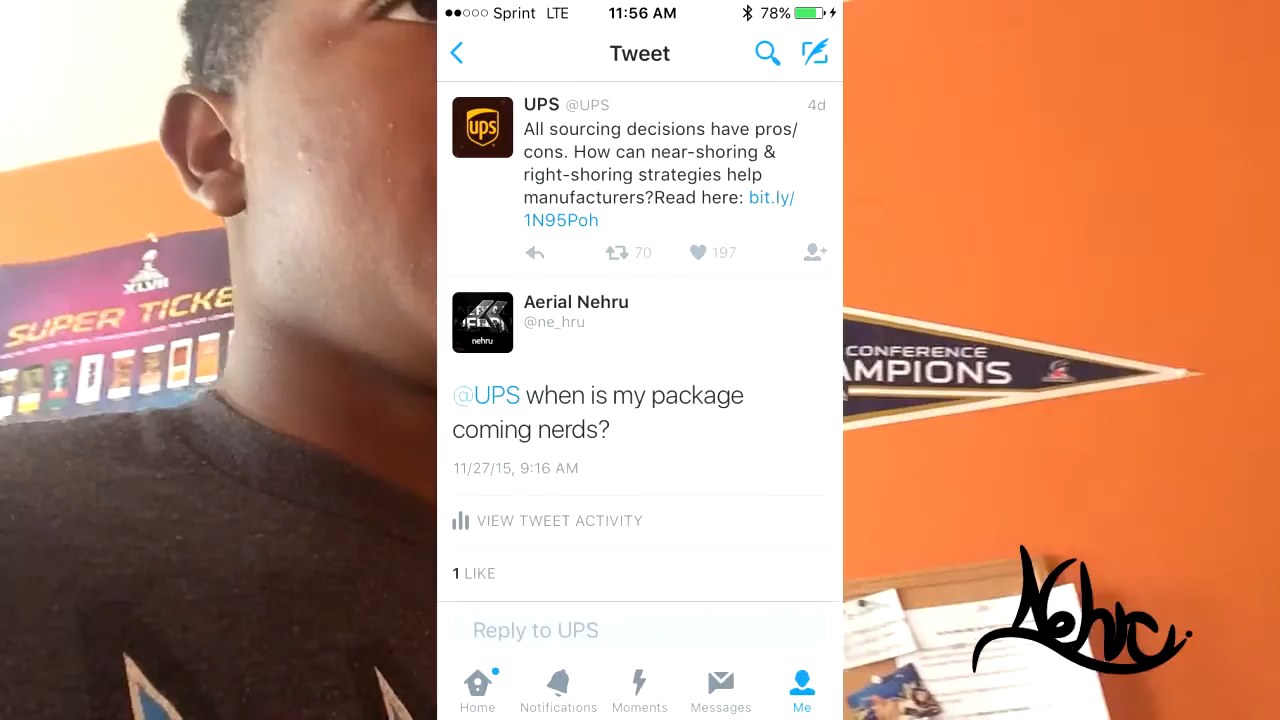 Sprint LTE 11:56 AM 78%
Tweet
UPS @UPS 4d
ups
All sourcing decisions have pros/
cons. How can near-shoring &
right-shoring strategies help
manufacturers?Read here: bit.ly/
1N95Poh
70 197
Aerial Nehru
@ne_hru
nehru
@UPS when is my package
coming nerds?
11/27/15, 9:16 AM
VIEW TWEET ACTIVITY
1 LIKE
Reply to UPS
Home Notifications Moments Messages Me
XLVII
SUPER TICKE
CONFERENCE
AMPIONS
Nehru